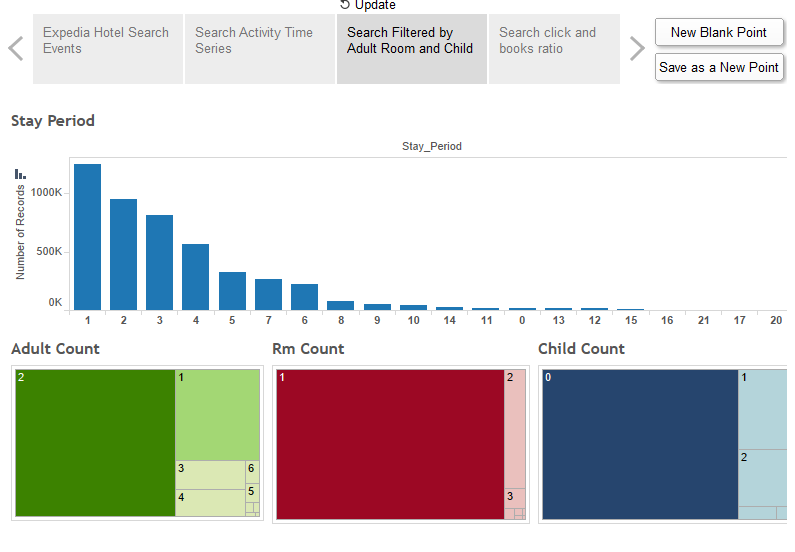 Update
Expedia Hotel Search
Events
Search Activity Time
Series
Search Filtered by
Adult Room and Child
Search click and
books ratio
New Blank Point
Save as a New Point
Stay Period
Stay_Period
Number of Records
1000K
500K
0K
1 2 3 4 5 7 6 8 9 10 14 11 0 13 12 15 16 21 17 20
Adult Count
Rm Count
Child Count
2 1 3 6 4 5
1 2 3
0 1 2